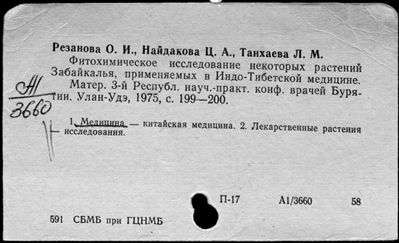 Резанова О. И., Найдакова Ц. А., Танхаева Л. М.
Фитохимическое исследование некоторых растений
Забайкалья, применяемых в Индо-Тибетской медицине.
Матер. 3-й Республ. науч.-практ. конф. врачей Буря-
тии. Улан-Удэ, 1975, с. 199—200.
3660
1. Медицина — китайская медицина. 2. Лекарственные растения
исследования.
П-17 А1/3660 58
591 СБМБ при ГЦНМБ